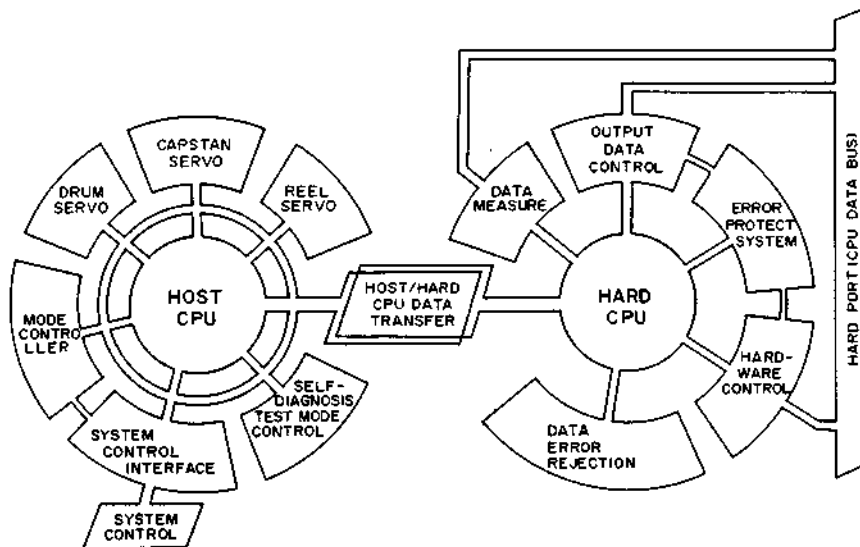 CAPSTAN
SERVO
DRUM
SERVO
REEL
SERVO
MODE CONTRO-
LLER
HOST
CPU
SELF-
DIAGNOSIS
TEST MODE
CONTROL
SYSTEM
CONTROL
INTERFACE
SYSTEM
CONTROL
HOST/HARD
CPU DATA
TRANSFER
OUTPUT
DATA
CONTROL
DATA
MEASURE
ERROR
PROTECT
SYSTEM
HARD
CPU
HARD-
WARE
CONTROL
DATA
ERROR
REJECTION
HARD PORT(CPU DATA BUS)